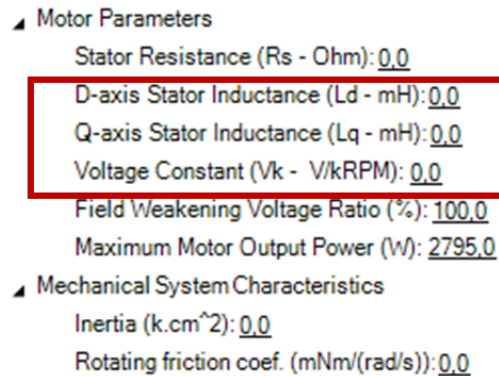 Motor Parameters
Stator Resistance (Rs - Ohm): 0,0
D-axis Stator Inductance (Ld - mH): 0,0
Q-axis Stator Inductance (Lq - mH): 0,0
Voltage Constant (Vk - V/kRPM): 0,0
Field Weakening Voltage Ratio (%): 100,0
Maximum Motor Output Power (W): 2795,0
Mechanical System Characteristics
Inertia (k.cm^2): 0,0
Rotating friction coef. (mNm/(rad/s)): 0,0